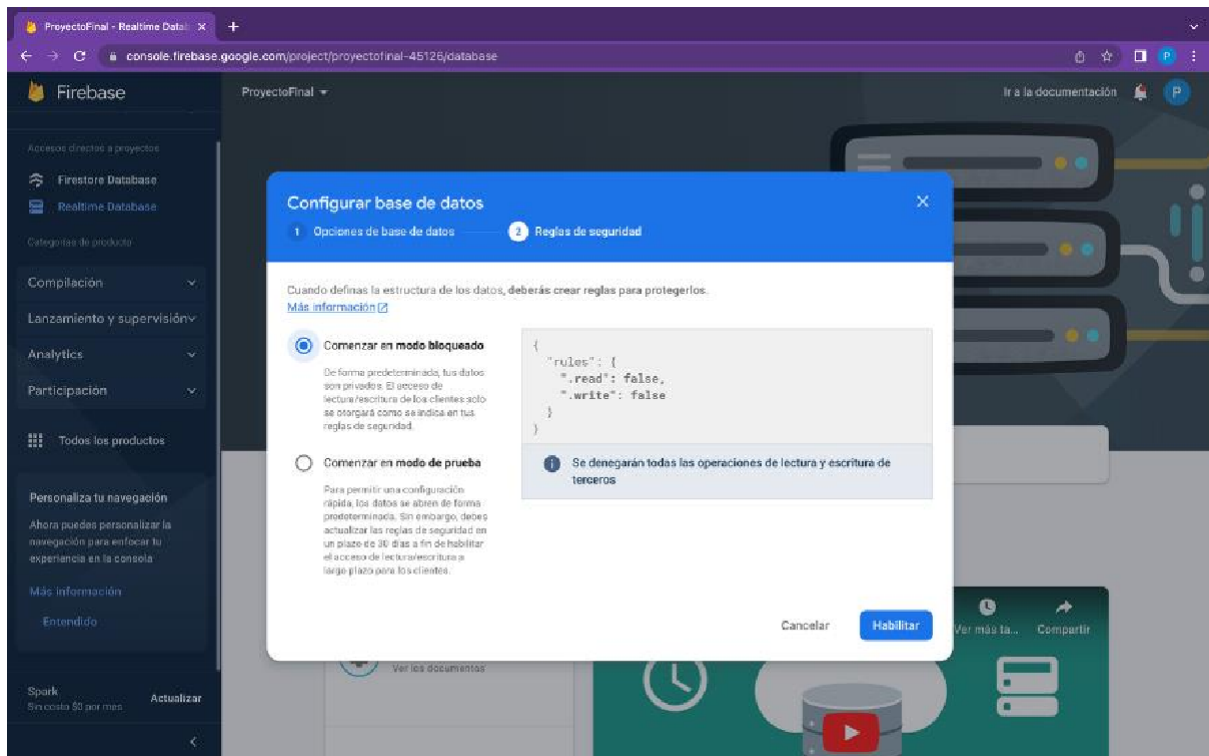 ProyectoFinal - Realtime Datab
console.firebase.google.com/project/proyectofinal-45126/database
Firebase
ProyectoFinal
Ir a la documentación
P
Accesos directos a proyectos
Firestore Database
Realtime Database
Categorías de producto
Compilación
Lanzamiento y supervisión
Analytics
Participación
Todos los productos
Personaliza tu navegación
Ahora puedes personalizar la
navegación para enfocar tu
experiencia en la consola
Más información
Entendido
Spark
Sin costo $0 por mes
Actualizar
Configurar base de datos
1 Opciones de base de datos
2 Reglas de seguridad
Cuando definas la estructura de los datos, deberás crear reglas para protegerlos.
Más información
Comenzar en modo bloqueado
De forma predeterminada, tus datos
son privados. El acceso de
lectura/escritura de los clientes solo
se otorgará como se indica en tus
reglas de seguridad.
Comenzar en modo de prueba
Para permitir una configuración
rápida, los datos se abren de forma
predeterminada. Sin embargo, debes
actualizar las reglas de seguridad en
un plazo de 30 días a fin de habilitar
el acceso de lectura/escritura a
largo plazo para los clientes.
{
"rules": {
".read": false,
".write": false
}
}
Se denegarán todas las operaciones de lectura y escritura de
terceros
Cancelar
Habilitar
Ver los documentos
Ver más ta...
Compartir